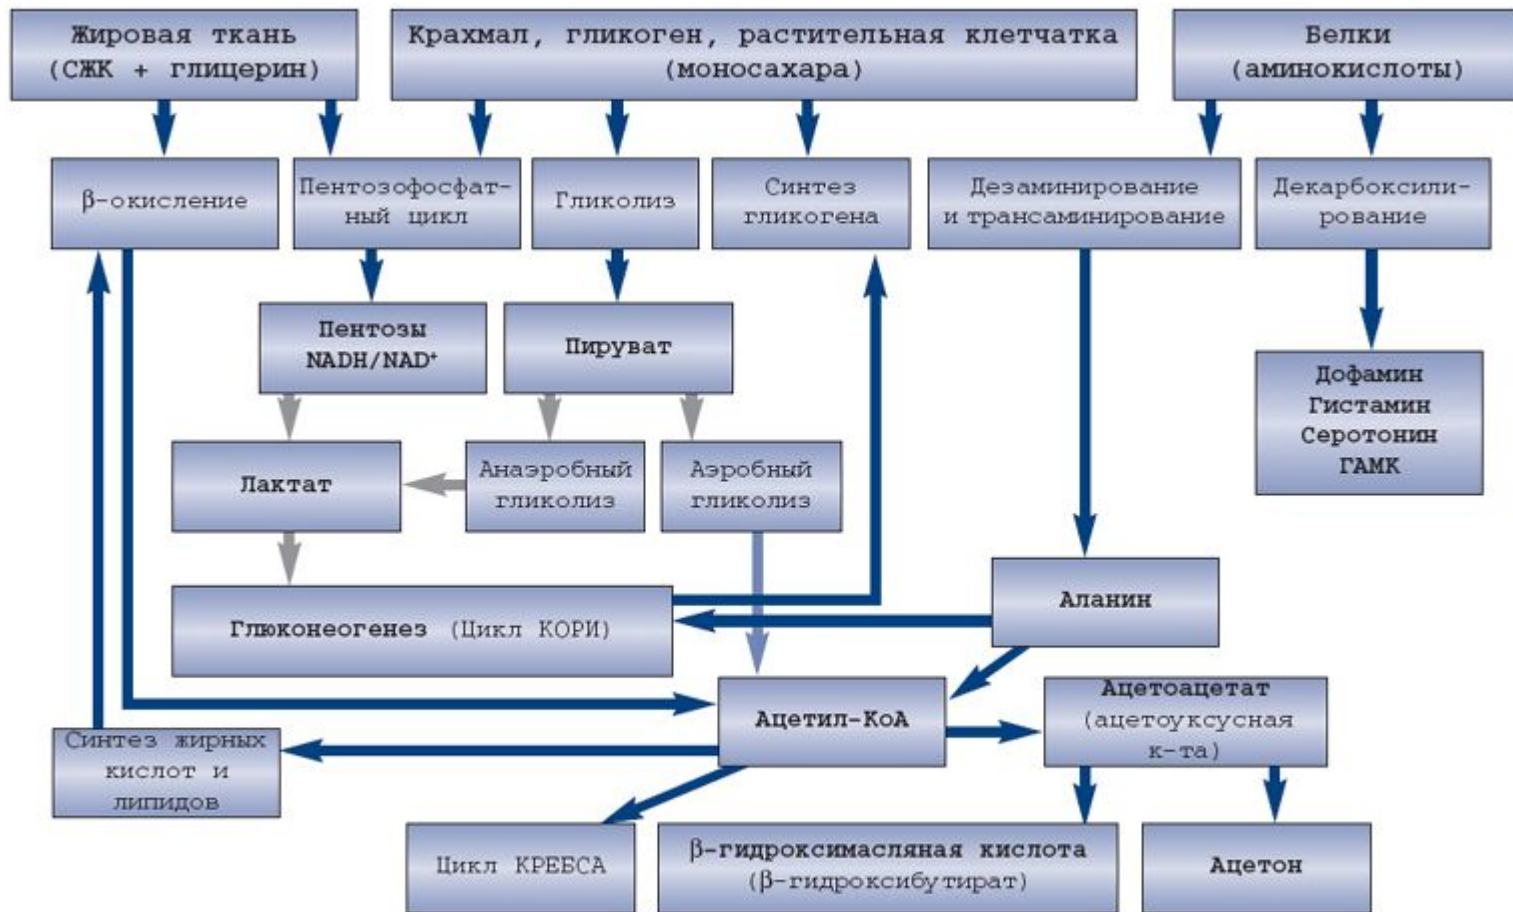 Жировая ткань
(СЖК + глицерин)
Крахмал, гликоген, растительная клетчатка
(моносахара)
Белки
(аминокислоты)
β-окисление
Пентозофосфат-
ный цикл
Гликолиз
Синтез
гликогена
Дезаминирование
и трансаминирование
Декарбоксили-
рование
Пентозы
NADH/NAD⁺
Пируват
Дофамин
Гистамин
Серотонин
ГАМК
Лактат
Анаэробный
гликолиз
Аэробный
гликолиз
Аланин
Глюконеогенез (Цикл КОРИ)
Ацетил-КоА
Ацетоацетат
(ацетоуксусная
к-та)
Синтез жирных
кислот и
липидов
Цикл КРЕБСА
β-гидроксимасляная кислота
(β-гидроксибутират)
Ацетон